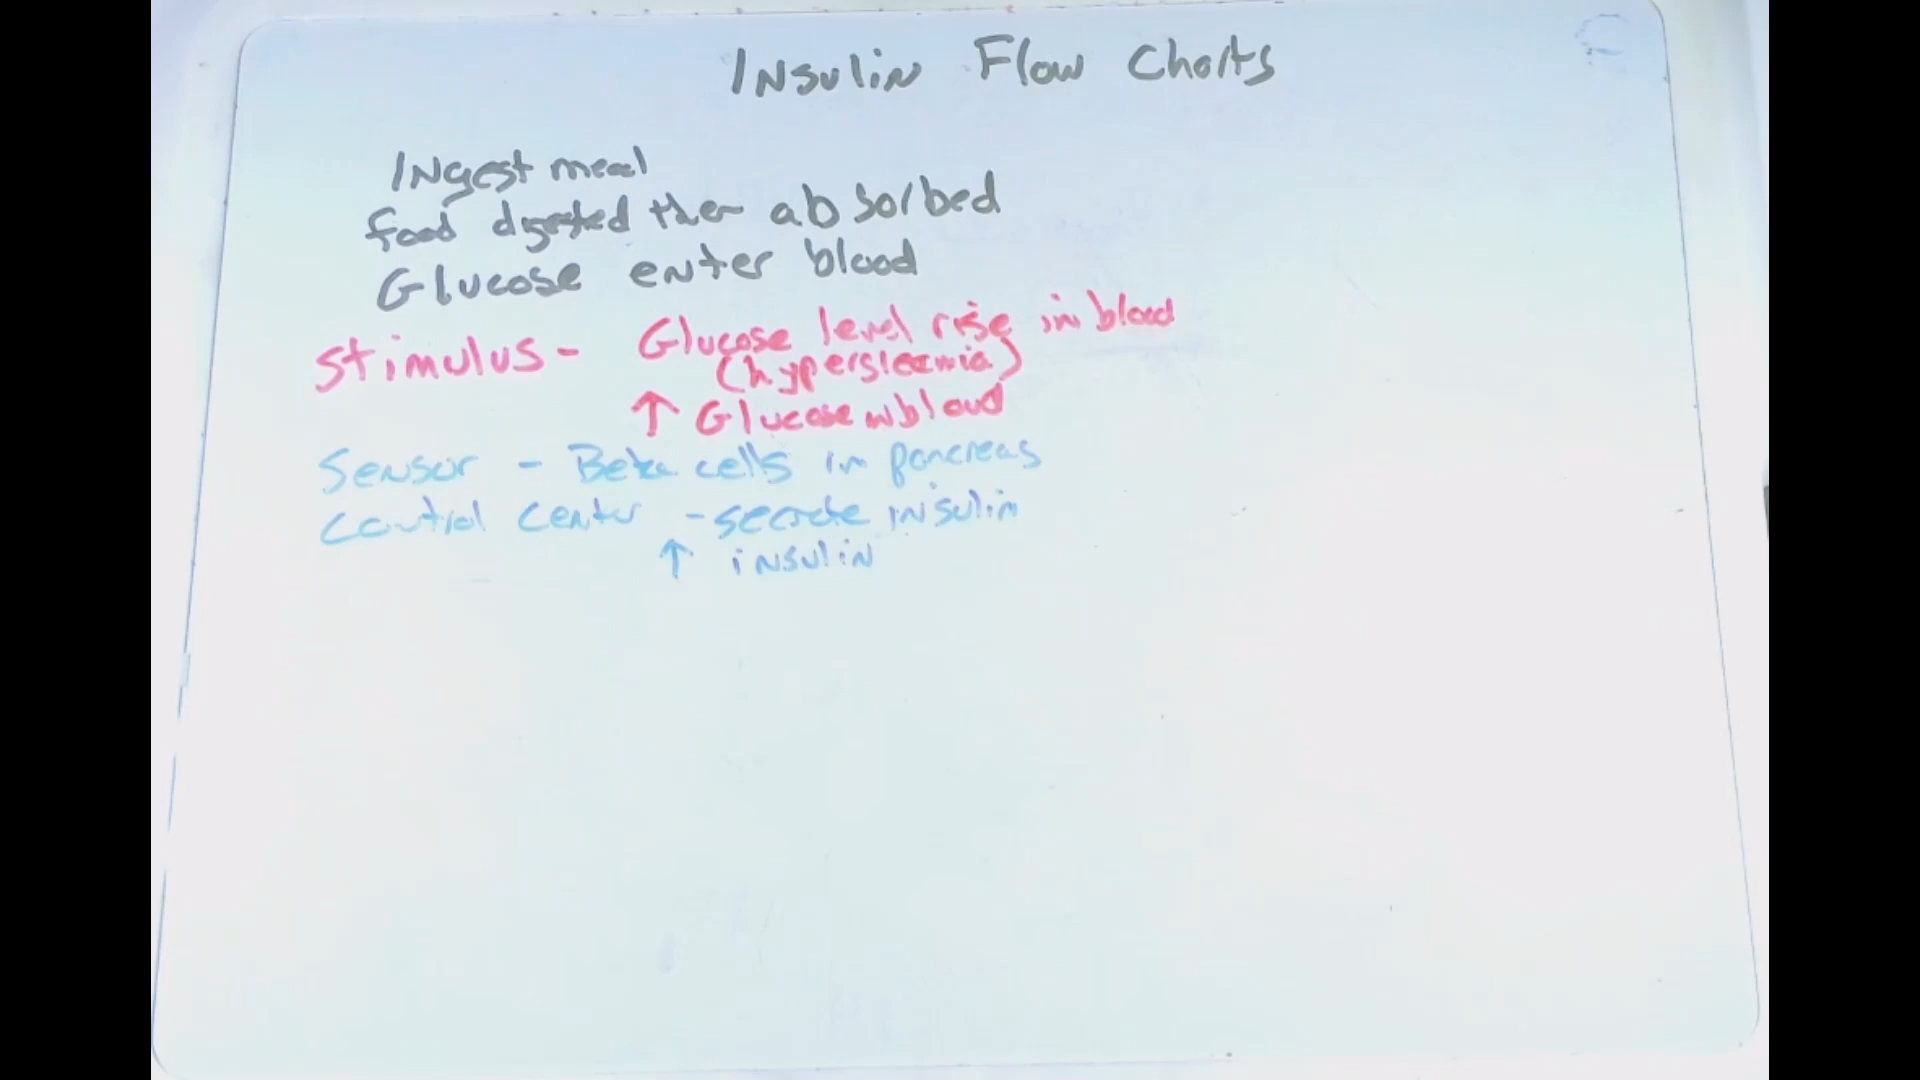 Insulin Flow Charts
Ingest meal
food digested then absorbed
Glucose enter blood
Stimulus - Glucose level rise in blood
(hypergleemia)
↑ Glucose in blood
Sensor - Beta cells in pancreas
Control Center - secrete insulin
↑ insulin